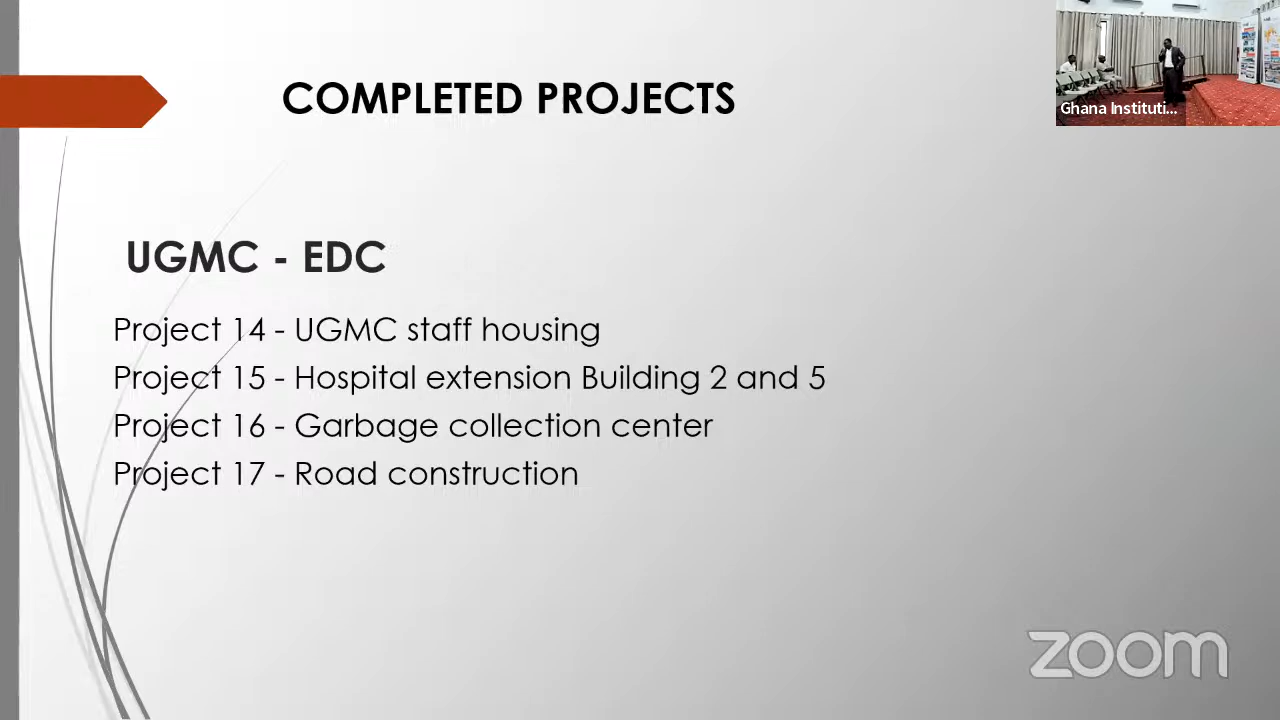 COMPLETED PROJECTS
Ghana Instituti...
UGMC - EDC
Project 14 - UGMC staff housing
Project 15 - Hospital extension Building 2 and 5
Project 16 - Garbage collection center
Project 17 - Road construction
zoom